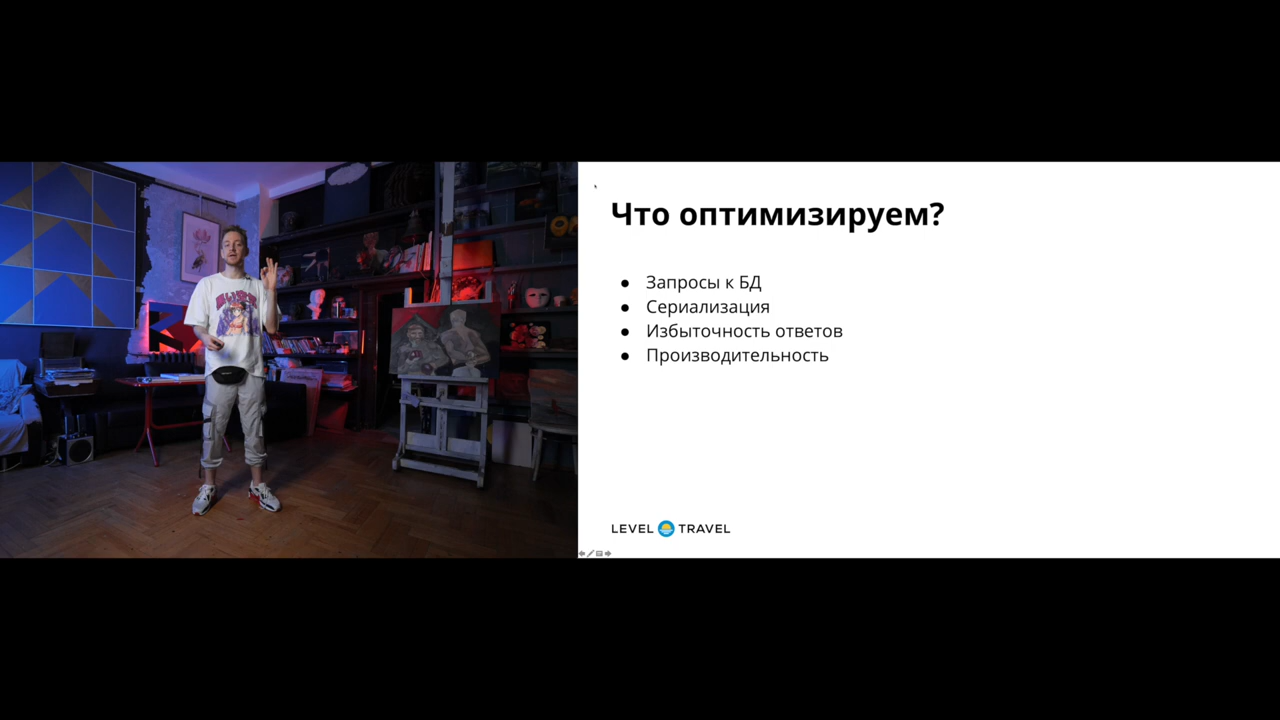 Что оптимизируем?
● Запросы к БД
● Сериализация
● Избыточность ответов
● Производительность
LEVEL TRAVEL